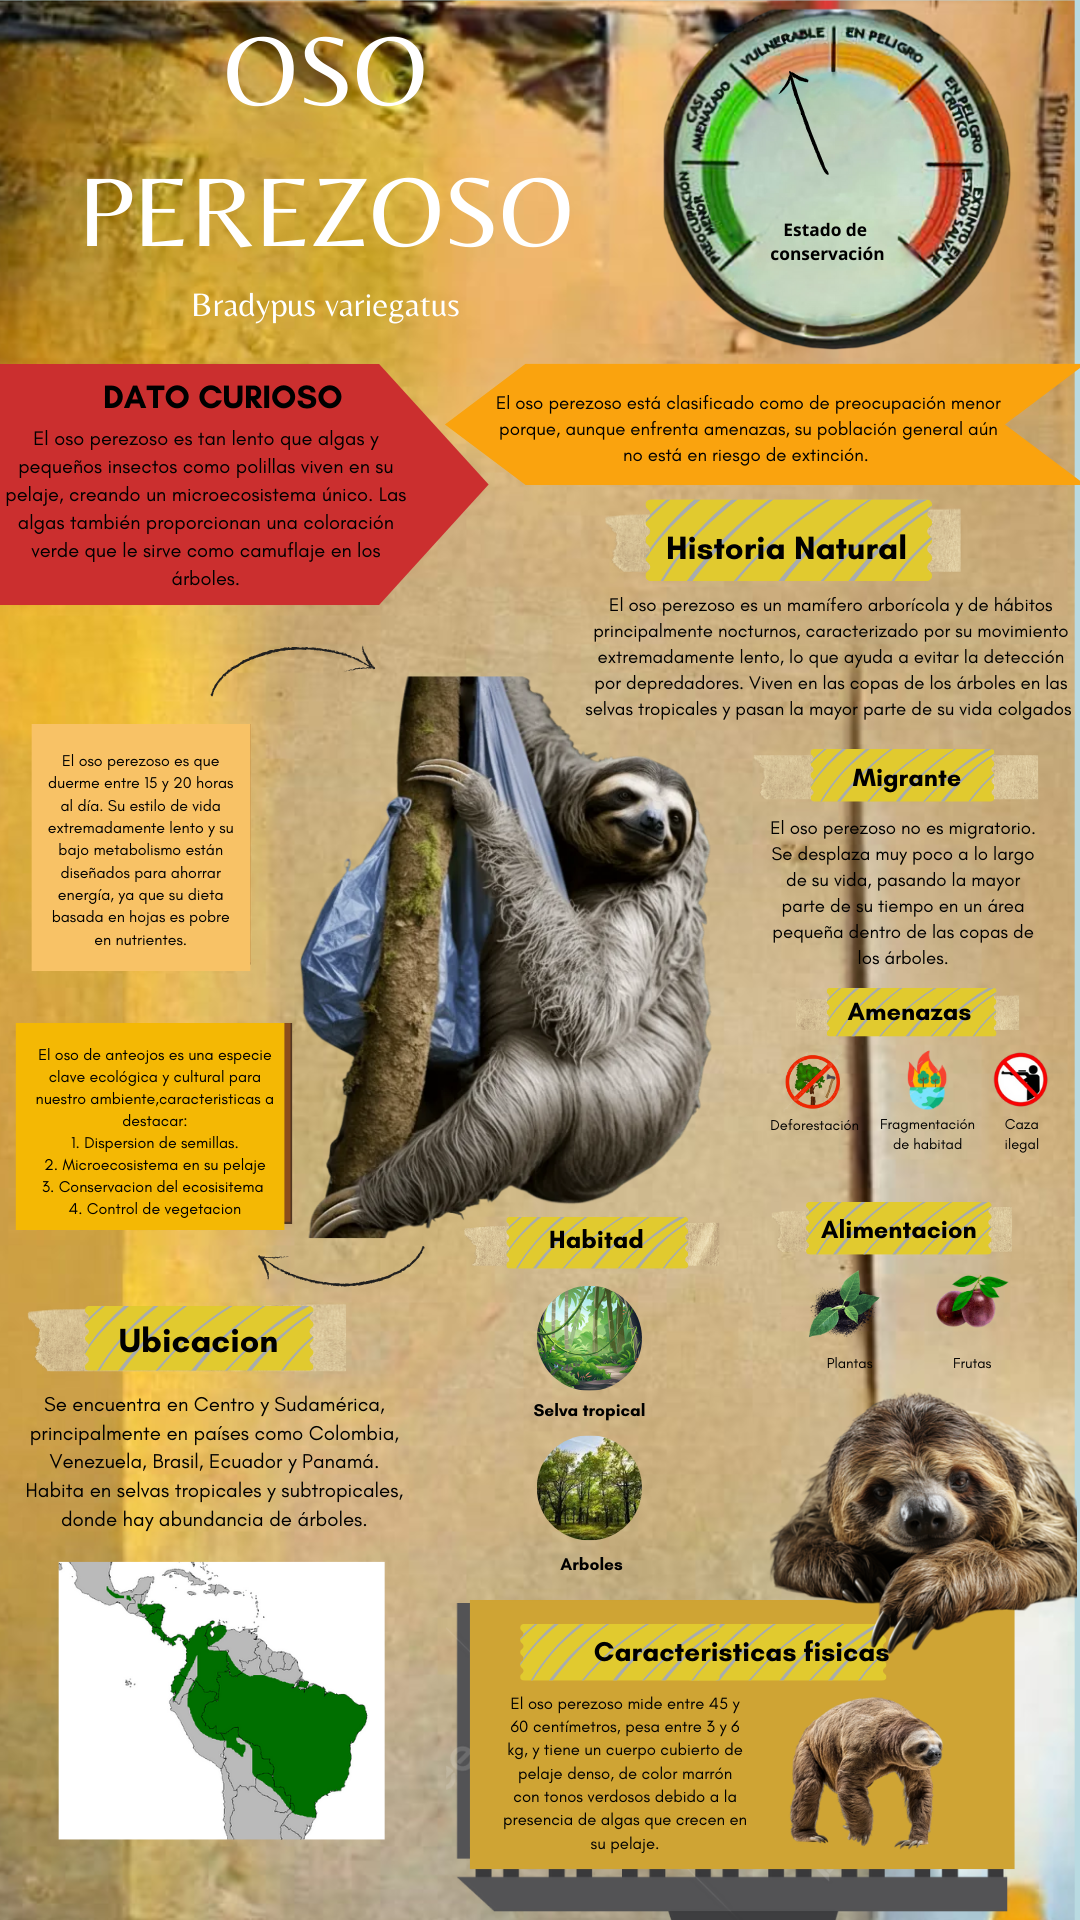 OSO
PEREZOSO
Bradypus variegatus
PREOCUPACIÓN
MENOR
CASI
AMENAZADO
VULNERABLE
EN PELIGRO
EN PELIGRO
CRÍTICO
EXTINTO EN
ESTADO SALVAJE
Estado de
conservación
DATO CURIOSO
El oso perezoso es tan lento que algas y
pequeños insectos como polillas viven en su
pelaje, creando un microecosistema único. Las
algas también proporcionan una coloración
verde que le sirve como camuflaje en los
árboles.
El oso perezoso está clasificado como de preocupación menor
porque, aunque enfrenta amenazas, su población general aún
no está en riesgo de extinción.
Historia Natural
El oso perezoso es un mamífero arborícola y de hábitos
principalmente nocturnos, caracterizado por su movimiento
extremadamente lento, lo que ayuda a evitar la detección
por depredadores. Viven en las copas de los árboles en las
selvas tropicales y pasan la mayor parte de su vida colgados
El oso perezoso es que
duerme entre 15 y 20 horas
al día. Su estilo de vida
extremadamente lento y su
bajo metabolismo están
diseñados para ahorrar
energía, ya que su dieta
basada en hojas es pobre
en nutrientes.
Migrante
El oso perezoso no es migratorio.
Se desplaza muy poco a lo largo
de su vida, pasando la mayor
parte de su tiempo en un área
pequeña dentro de las copas de
los árboles.
Amenazas
Deforestación
Fragmentación
de habitad
Caza
ilegal
El oso de anteojos es una especie
clave ecológica y cultural para
nuestro ambiente,caracteristicas a
destacar:
1. Dispersion de semillas.
2. Microecosistema en su pelaje
3. Conservacion del ecosisitema
4. Control de vegetacion
Habitad
Selva tropical
Arboles
Alimentacion
Plantas
Frutas
Ubicacion
Se encuentra en Centro y Sudamérica,
principalmente en países como Colombia,
Venezuela, Brasil, Ecuador y Panamá.
Habita en selvas tropicales y subtropicales,
donde hay abundancia de árboles.
Caracteristicas fisicas
El oso perezoso mide entre 45 y
60 centímetros, pesa entre 3 y 6
kg, y tiene un cuerpo cubierto de
pelaje denso, de color marrón
con tonos verdosos debido a la
presencia de algas que crecen en
su pelaje.